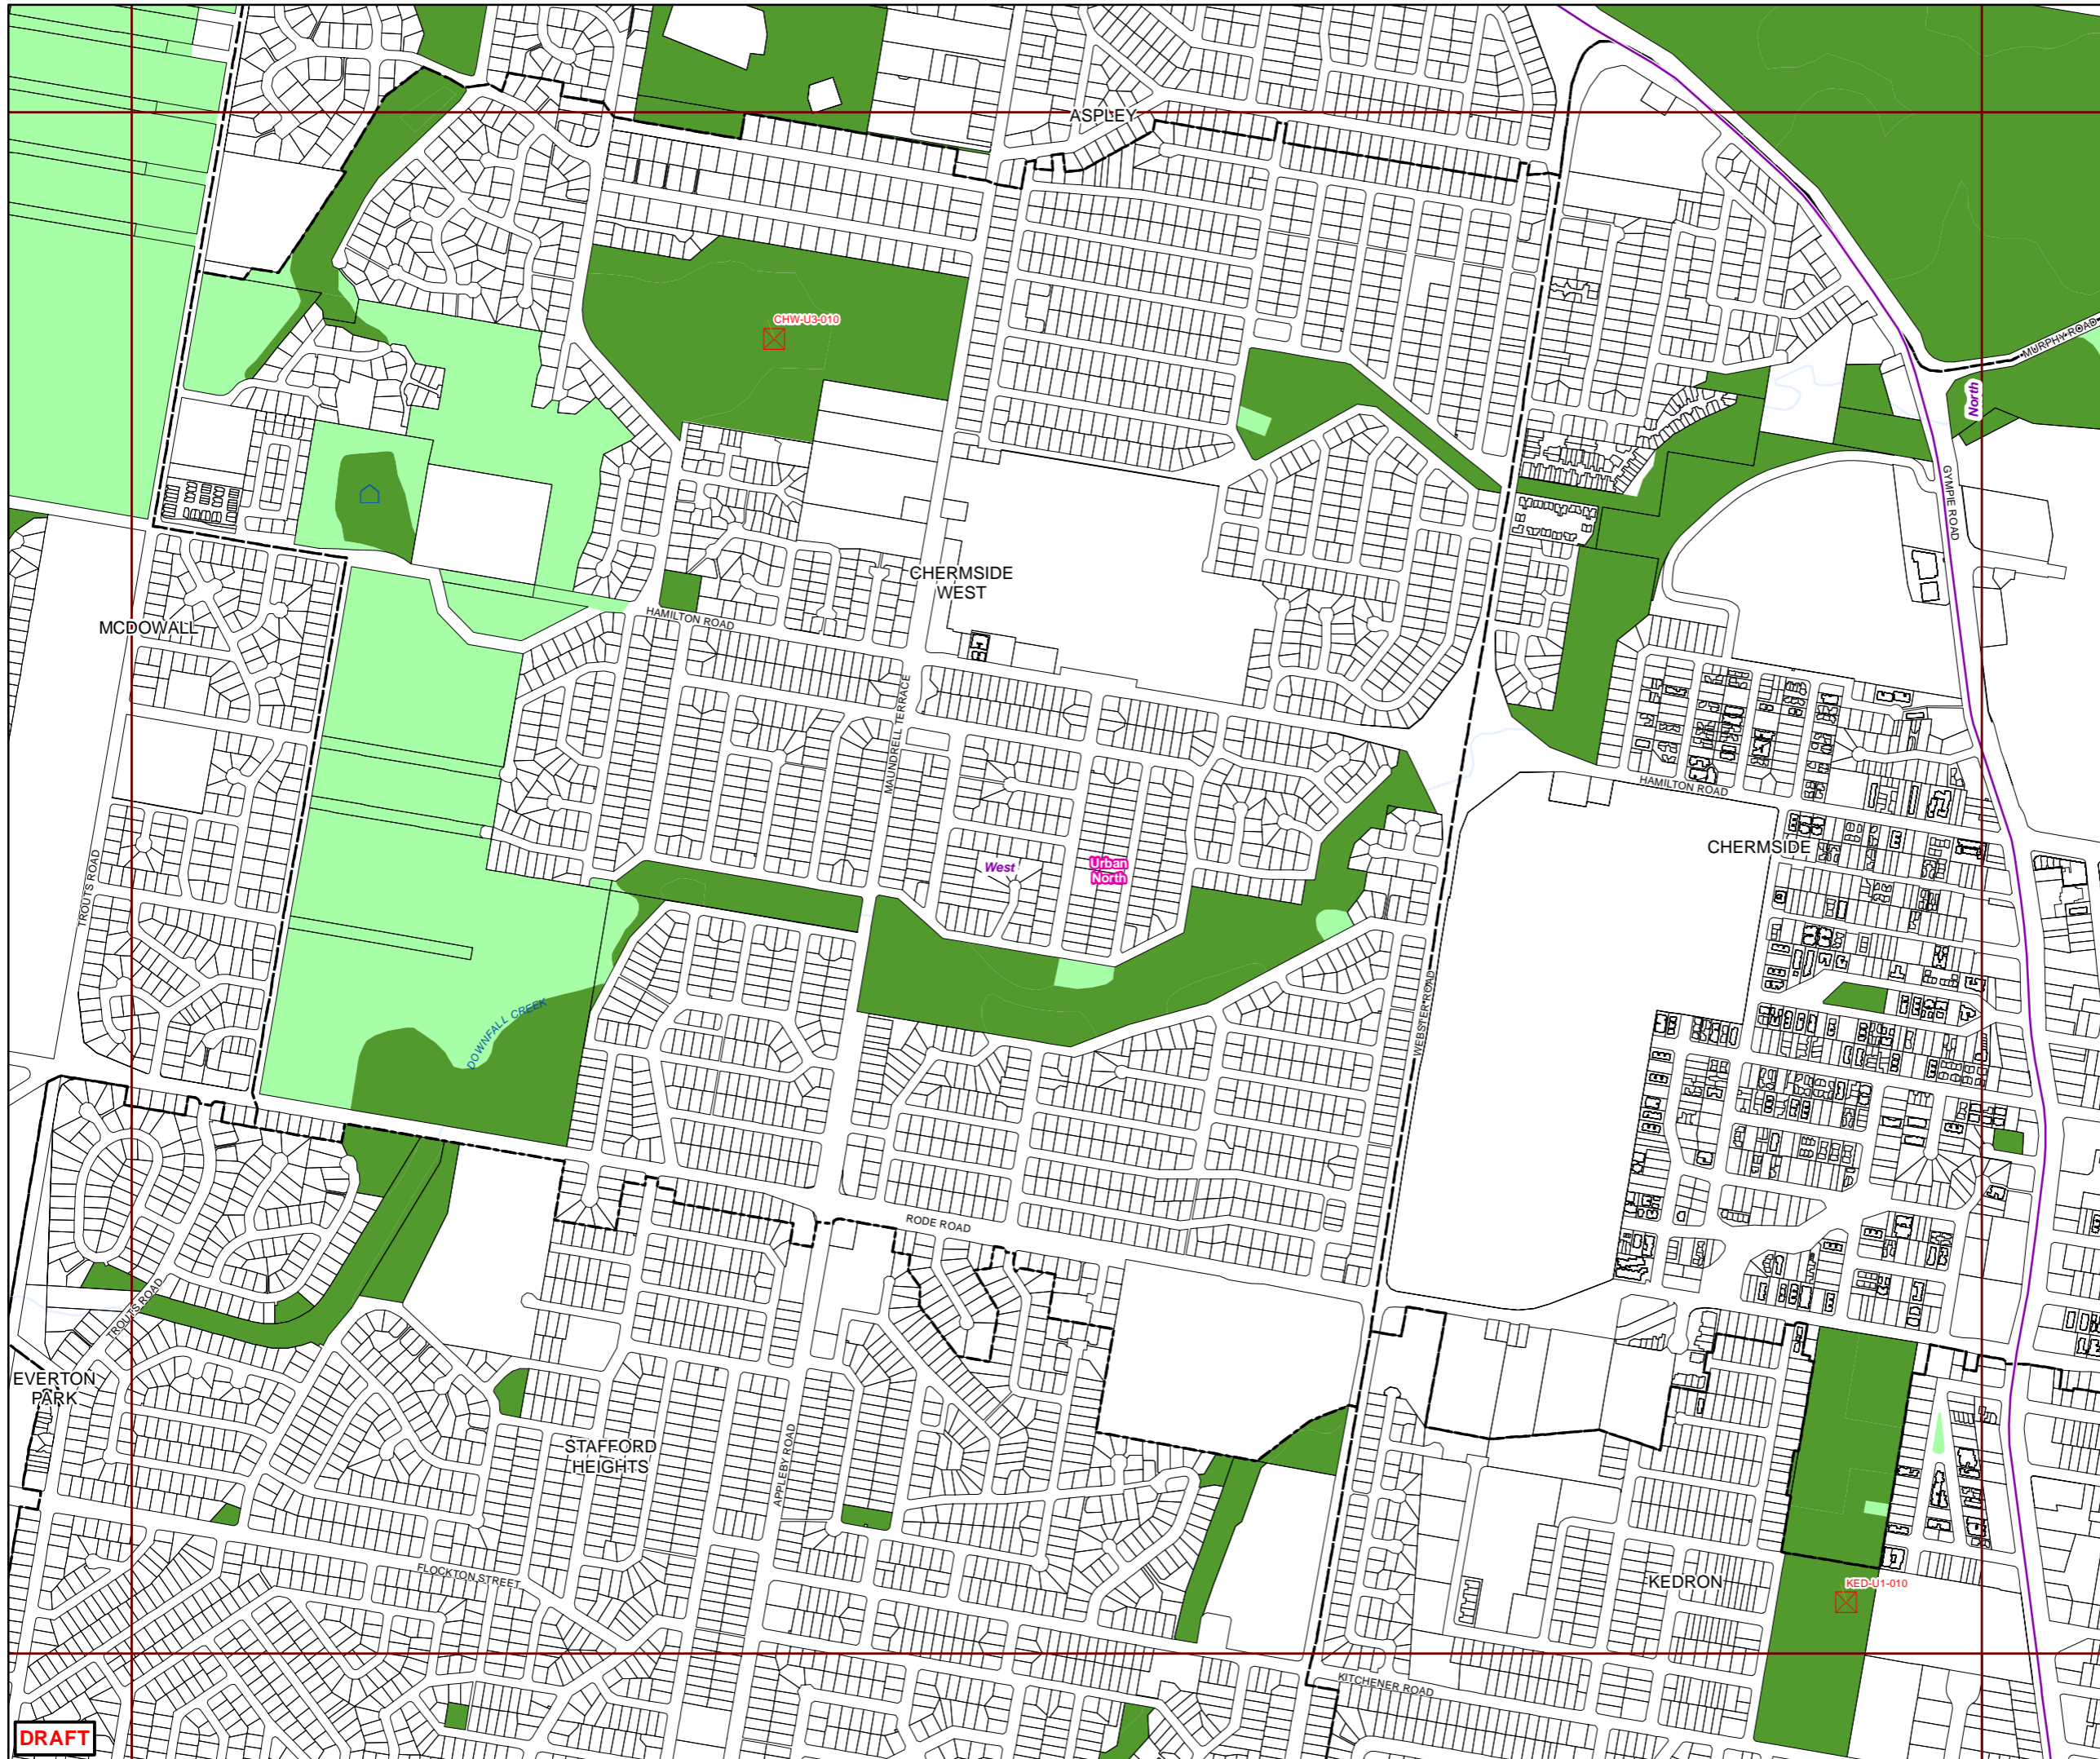 ASPLEY
CHW-U3-010
MURPHY ROAD
North
GYMPIE ROAD
CHERMSIDE
WEST
HAMILTON ROAD
MCDOWALL
MAUNDRELL TERRACE
HAMILTON ROAD
CHERMSIDE
West
Urban
North
TROUTS ROAD
DOWNFALL CREEK
WEBSTER ROAD
RODE ROAD
TROUTS ROAD
EVERTON
PARK
STAFFORD
HEIGHTS
APPLEBY ROAD
FLOCKTON STREET
KEDRON
KED-U1-010
KITCHENER ROAD
DRAFT